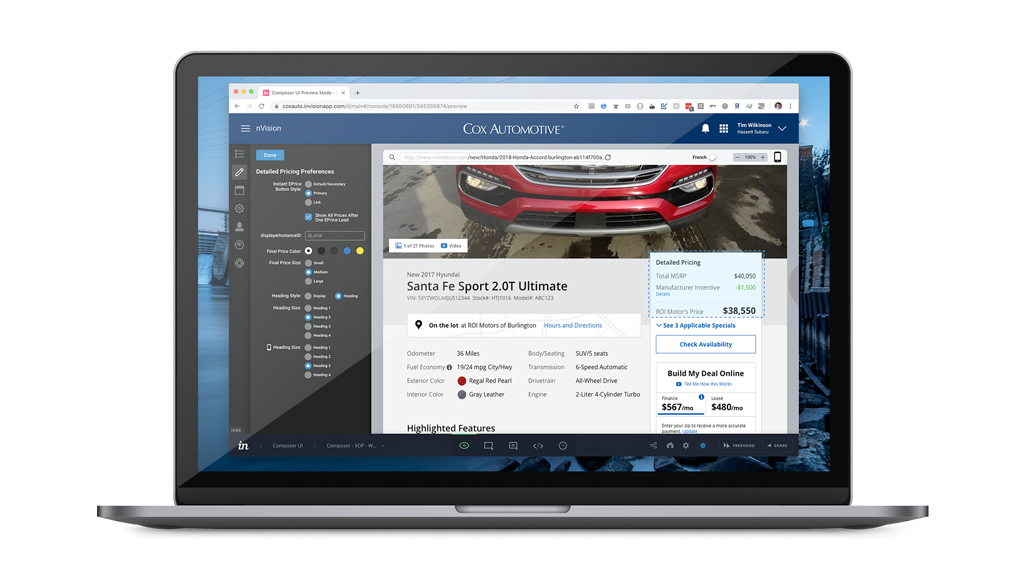 Composer UI Preview Mode -
coxauto.invisionapp.com/d/main#/console/16650891/345358874/preview
nVision
COX AUTOMOTIVE™
Tim Wilkinson
Hassett Subaru
Done
Detailed Pricing Preferences
Instant EPrice
Button Style:
Default/Secondary
Primary
Link
Show All Prices After
One EPrice Lead
displayerInstanceID:
BLANK
Final Price Color:
Final Price Size:
Small
Medium
Large
Heading Style:
Display
Heading
Heading Size:
Heading 1
Heading 2
Heading 3
Heading 4
Heading Size:
Heading 1
Heading 2
Heading 3
Heading 4
HIDE
/new/Honda/2018-Honda-Accord-burlington-ab114f700a...
French
100%
1 of 27 Photos
Video
New 2017 Hyundai
Santa Fe Sport 2.0T Ultimate
VIN: 5XYZWDLA8JG512344 Stock#: HTJ1016 Model#: ABC123
On the lot at ROI Motors of Burlington Hours and Directions
Odometer 36 Miles
Fuel Economy 19/24 mpg City/Hwy
Exterior Color Regal Red Pearl
Interior Color Gray Leather
Body/Seating SUV/5 seats
Transmission 6-Speed Automatic
Drivetrain All-Wheel Drive
Engine 2-Liter 4-Cylinder Turbo
Highlighted Features
Detailed Pricing
Total MSRP $40,050
Manufacturer Incentive -$1,500
Details
ROI Motor's Price $38,550
See 3 Applicable Specials
Check Availability
Build My Deal Online
Tell Me How this Works
Finance
$567/mo
Lease
$480/mo
Enter your zip to receive a more accurate
payment. Update
in
Composer UI
Composer - VDP - W...
FREEHAND
SHARE